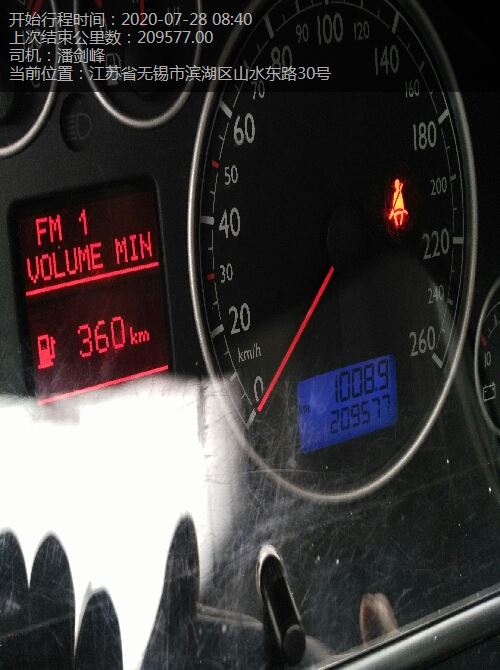 开始行程时间：2020-07-28 08:40
上次结束公里数：209577.00
司机：潘剑峰
当前位置：江苏省无锡市滨湖区山水东路30号
FM 1
VOLUME MIN
360km
0
20
30
40
50
60
80
90
100
120
140
160
180
200
220
240
260
km/h
km 1008.9
209577
10